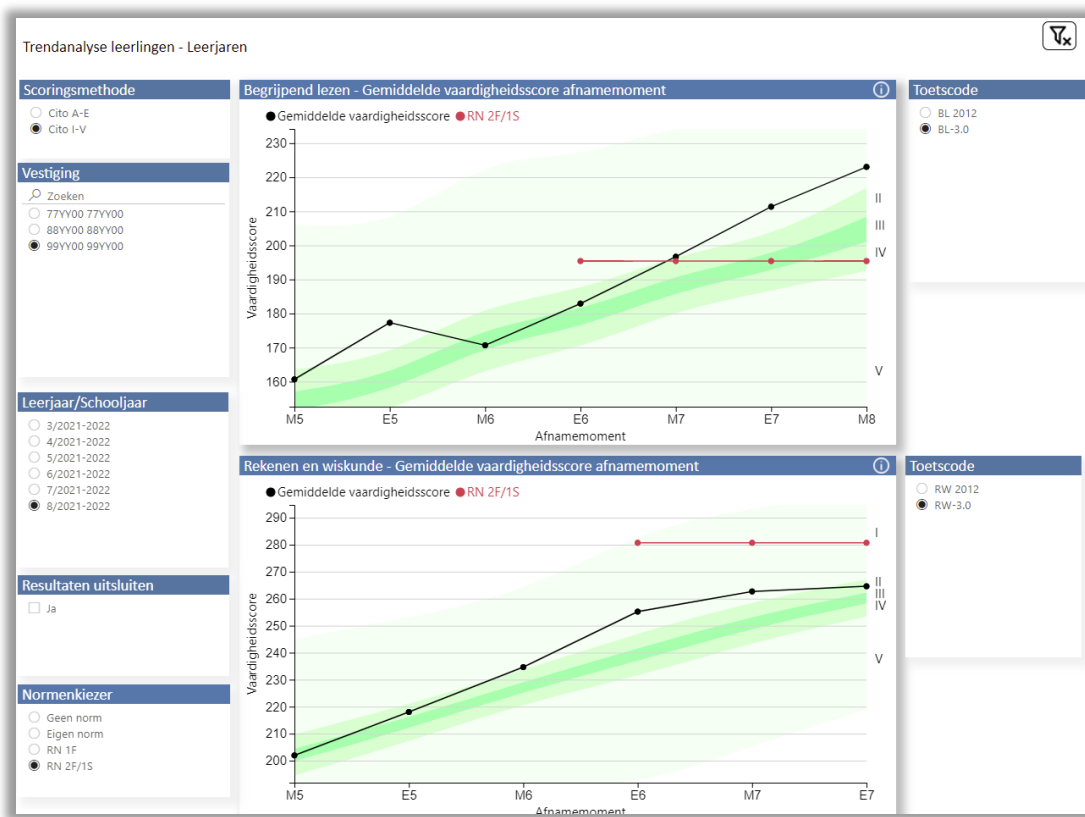 Trendanalyse leerlingen - Leerjaren
Scoringsmethode
Cito A-E
Cito I-V
Vestiging
Zoeken
77YY00 77YY00
88YY00 88YY00
99YY00 99YY00
Leerjaar/Schooljaar
3/2021-2022
4/2021-2022
5/2021-2022
6/2021-2022
7/2021-2022
8/2021-2022
Resultaten uitsluiten
Ja
Normenkiezer
Geen norm
Eigen norm
RN 1F
RN 2F/1S
Begrijpend lezen - Gemiddelde vaardigheidsscore afnamemoment
Gemiddelde vaardigheidsscore RN 2F/1S
Vaardigheidsscore
230
220
210
200
190
180
170
160
II
III
IV
V
M5 E5 M6 E6 M7 E7 M8
Afnamemoment
Toetscode
BL 2012
BL-3.0
Rekenen en wiskunde - Gemiddelde vaardigheidsscore afnamemoment
Gemiddelde vaardigheidsscore RN 2F/1S
Vaardigheidsscore
290
280
270
260
250
240
230
220
210
200
I
II
III
IV
V
M5 E5 M6 E6 M7 E7
Afnamemoment
Toetscode
RW 2012
RW-3.0